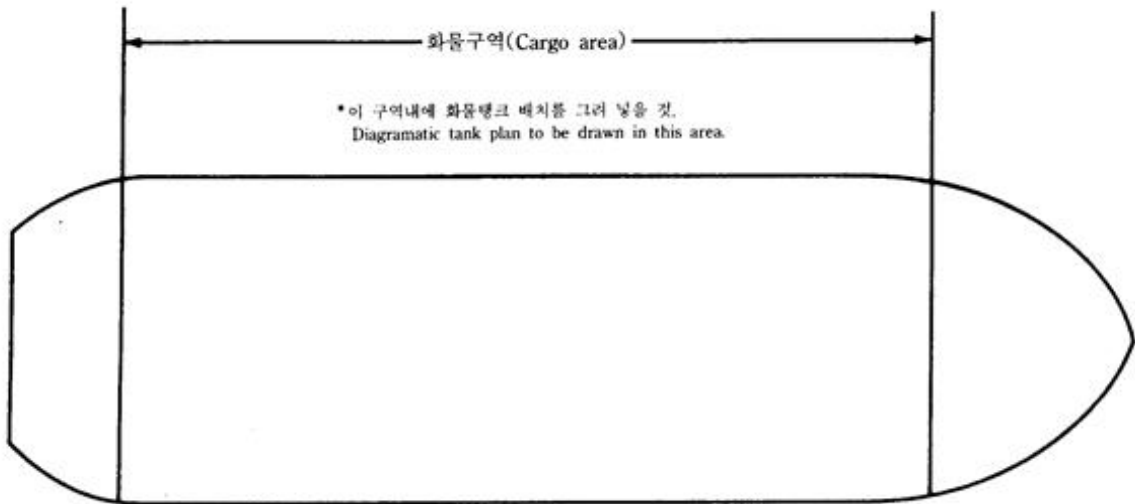 화물구역(Cargo area)
*이 구역내에 화물탱크 배치를 그려 넣을 것.
Diagramatic tank plan to be drawn in this area.